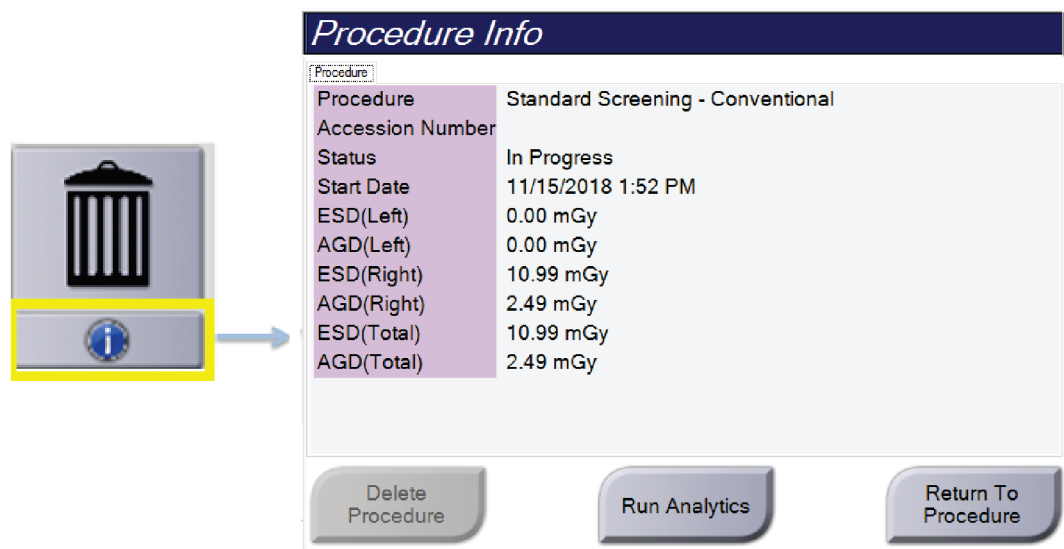 Procedure Info
Procedure
Procedure Standard Screening - Conventional
Accession Number
Status In Progress
Start Date 11/15/2018 1:52 PM
ESD(Left) 0.00 mGy
AGD(Left) 0.00 mGy
ESD(Right) 10.99 mGy
AGD(Right) 2.49 mGy
ESD(Total) 10.99 mGy
AGD(Total) 2.49 mGy
Delete
Procedure
Run Analytics
Return To
Procedure